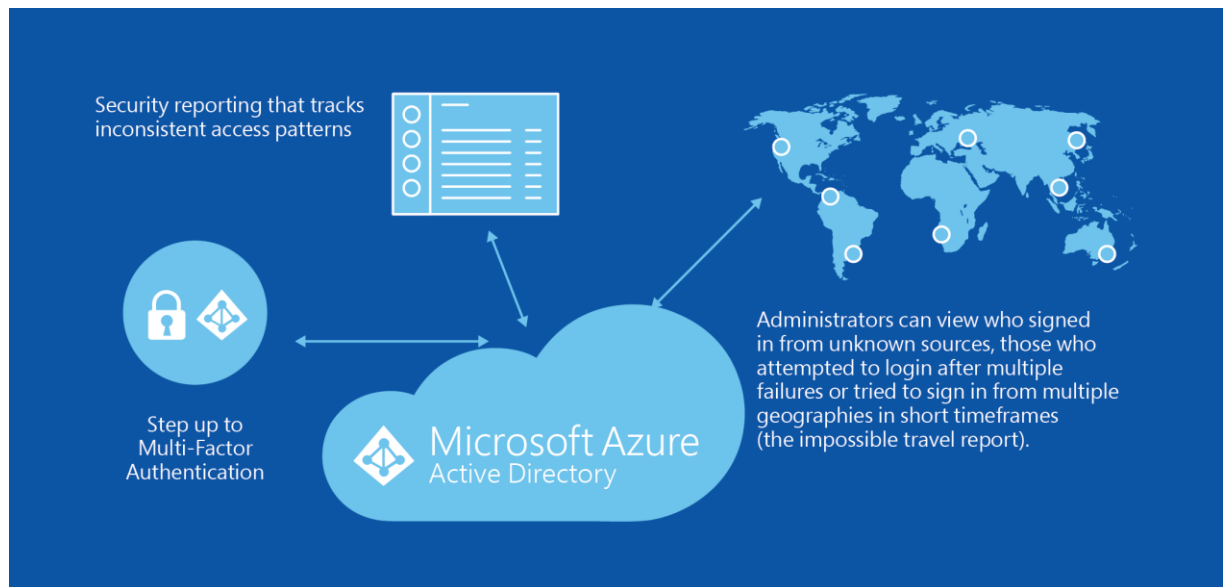 Security reporting that tracks
inconsistent access patterns
Step up to
Multi-Factor
Authentication
Microsoft Azure
Active Directory
Administrators can view who signed
in from unknown sources, those who
attempted to login after multiple
failures or tried to sign in from multiple
geographies in short timeframes
(the impossible travel report).